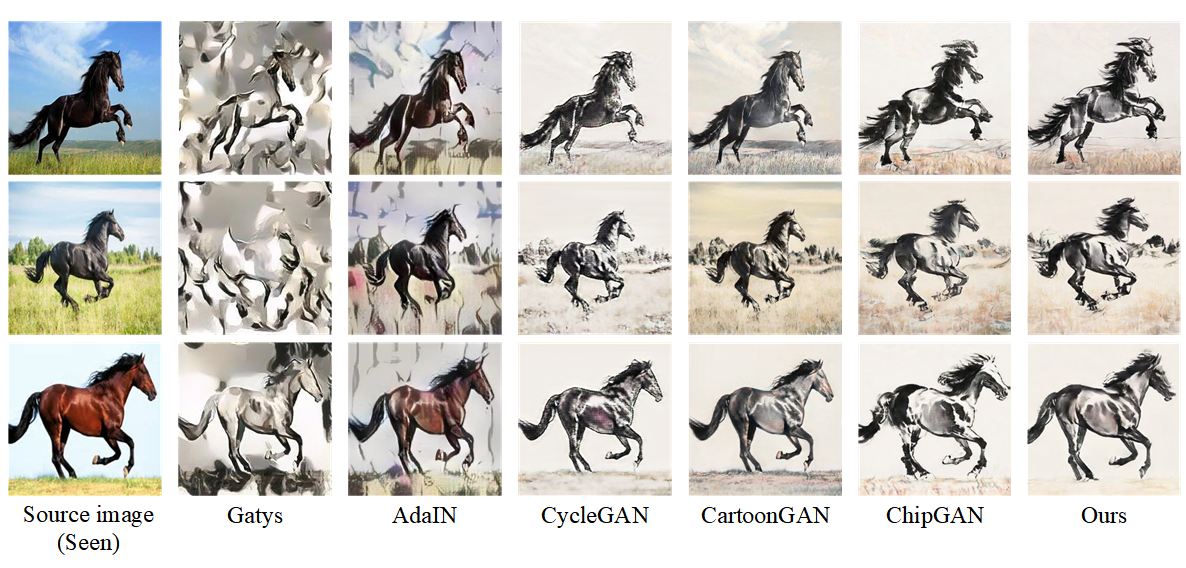 Source image
(Seen)
Gatys
AdaIN
CycleGAN
CartoonGAN
ChipGAN
Ours